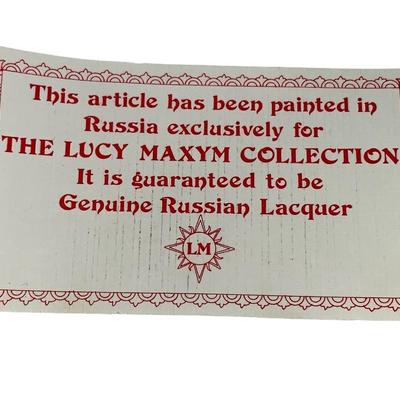 This article has been painted in
Russia exclusively for
THE LUCY MAXYM COLLECTION
It is guaranteed to be
Genuine Russian Lacquer
LM